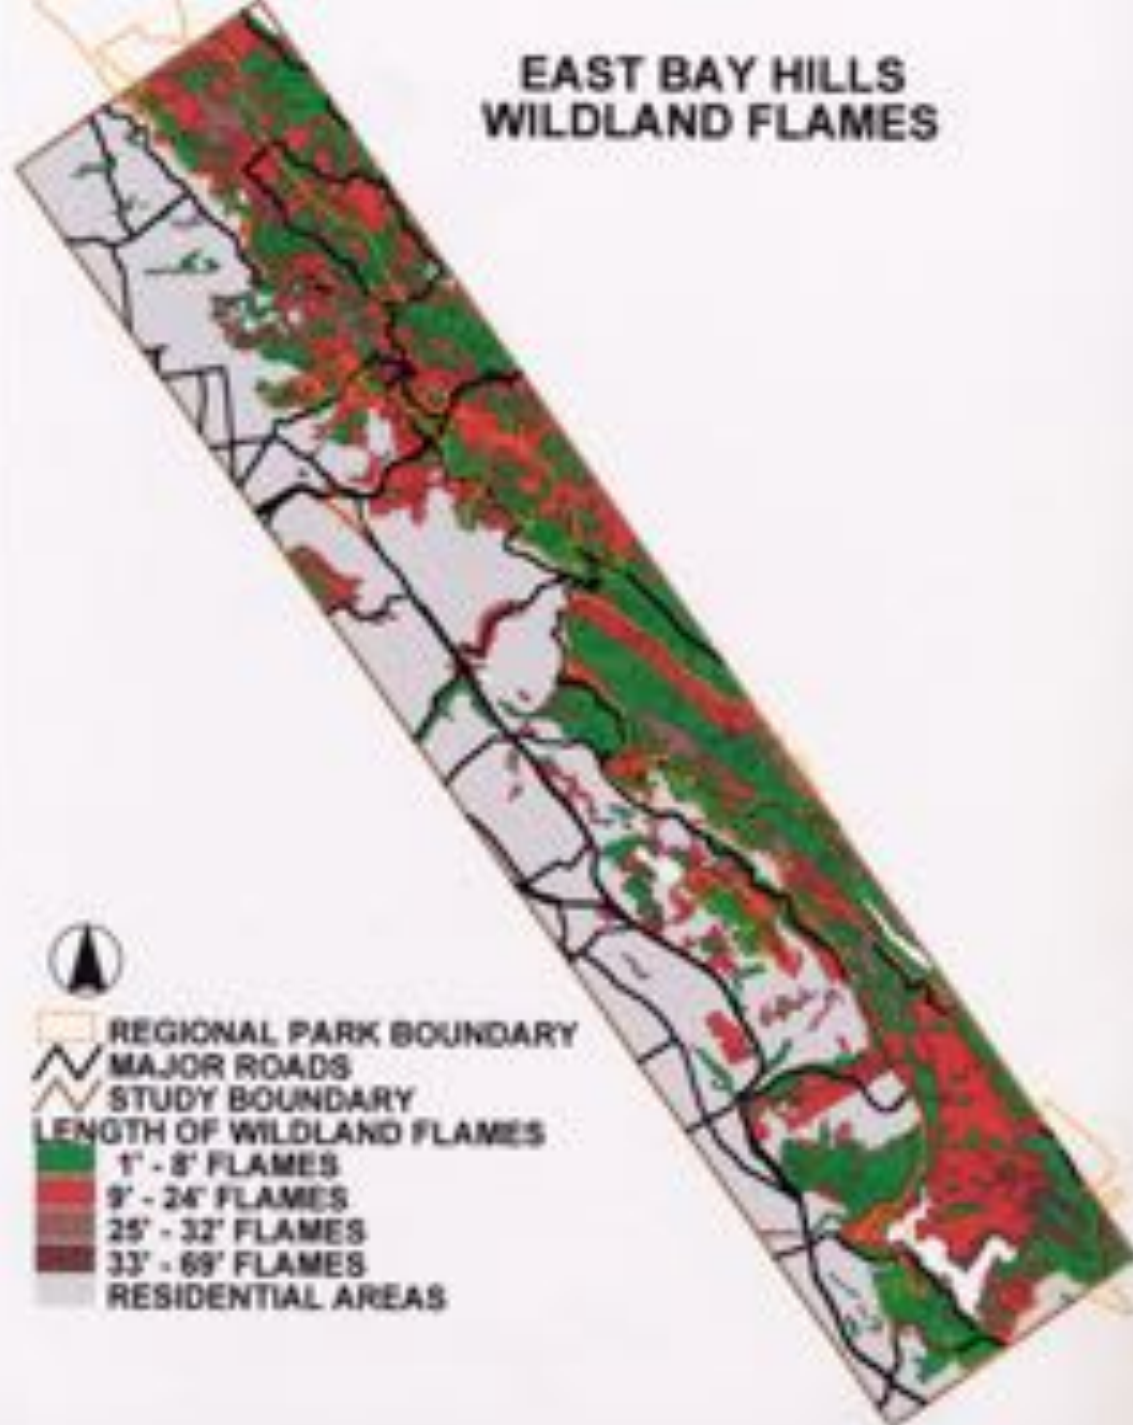 EAST BAY HILLS
WILDLAND FLAMES
REGIONAL PARK BOUNDARY
MAJOR ROADS
STUDY BOUNDARY
LENGTH OF WILDLAND FLAMES
1' - 8' FLAMES
9' - 24' FLAMES
25' - 32' FLAMES
33' - 69' FLAMES
RESIDENTIAL AREAS